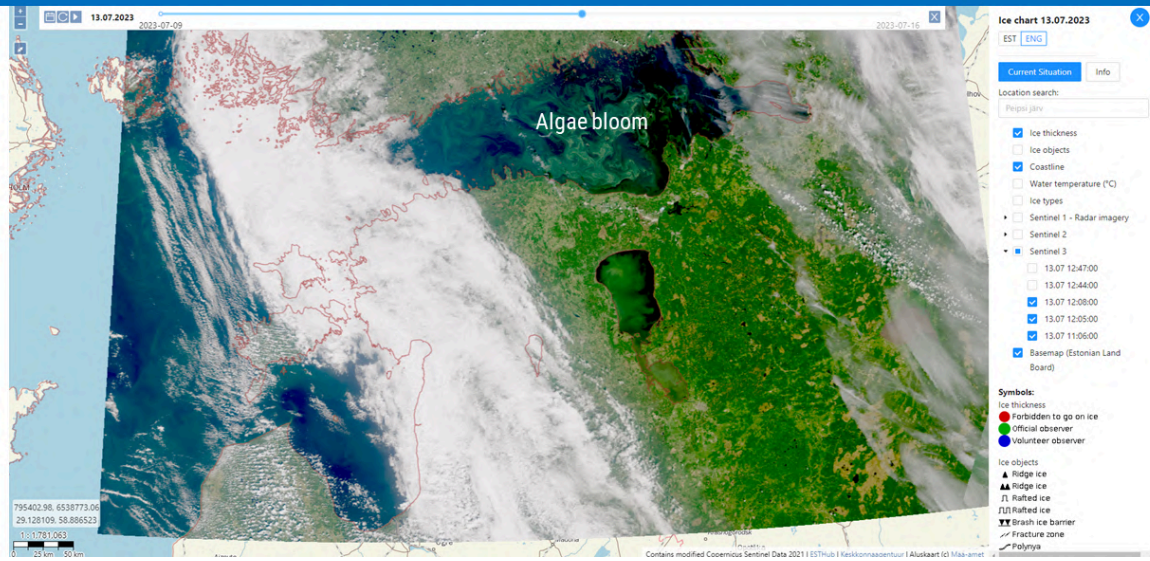 13.07.2023
2023-07-09
2023-07-16
Algae bloom
795402.98, 6538773.06
29.128109, 58.886523
1 : 1.781.063
0 25 km 50 km
Contains modified Copernicus Sentinel Data 2021 | ESTHub | Keskkonnaagentuur | Aluskaart (c) Maa-amet
Ice chart 13.07.2023
X
EST ENG
Current Situation Info
Location search:
Peipsi järv
Ice thickness
Ice objects
Coastline
Water temperature (°C)
Ice types
Sentinel 1 - Radar imagery
Sentinel 2
Sentinel 3
13.07 12:47:00
13.07 12:44:00
13.07 12:08:00
13.07 12:05:00
13.07 11:06:00
Basemap (Estonian Land
Board)
Symbols:
Ice thickness
Forbidden to go on ice
Official observer
Volunteer observer
Ice objects
Ridge ice
Ridge ice
Rafted ice
Rafted ice
Brash ice barrier
Fracture zone
Polynya